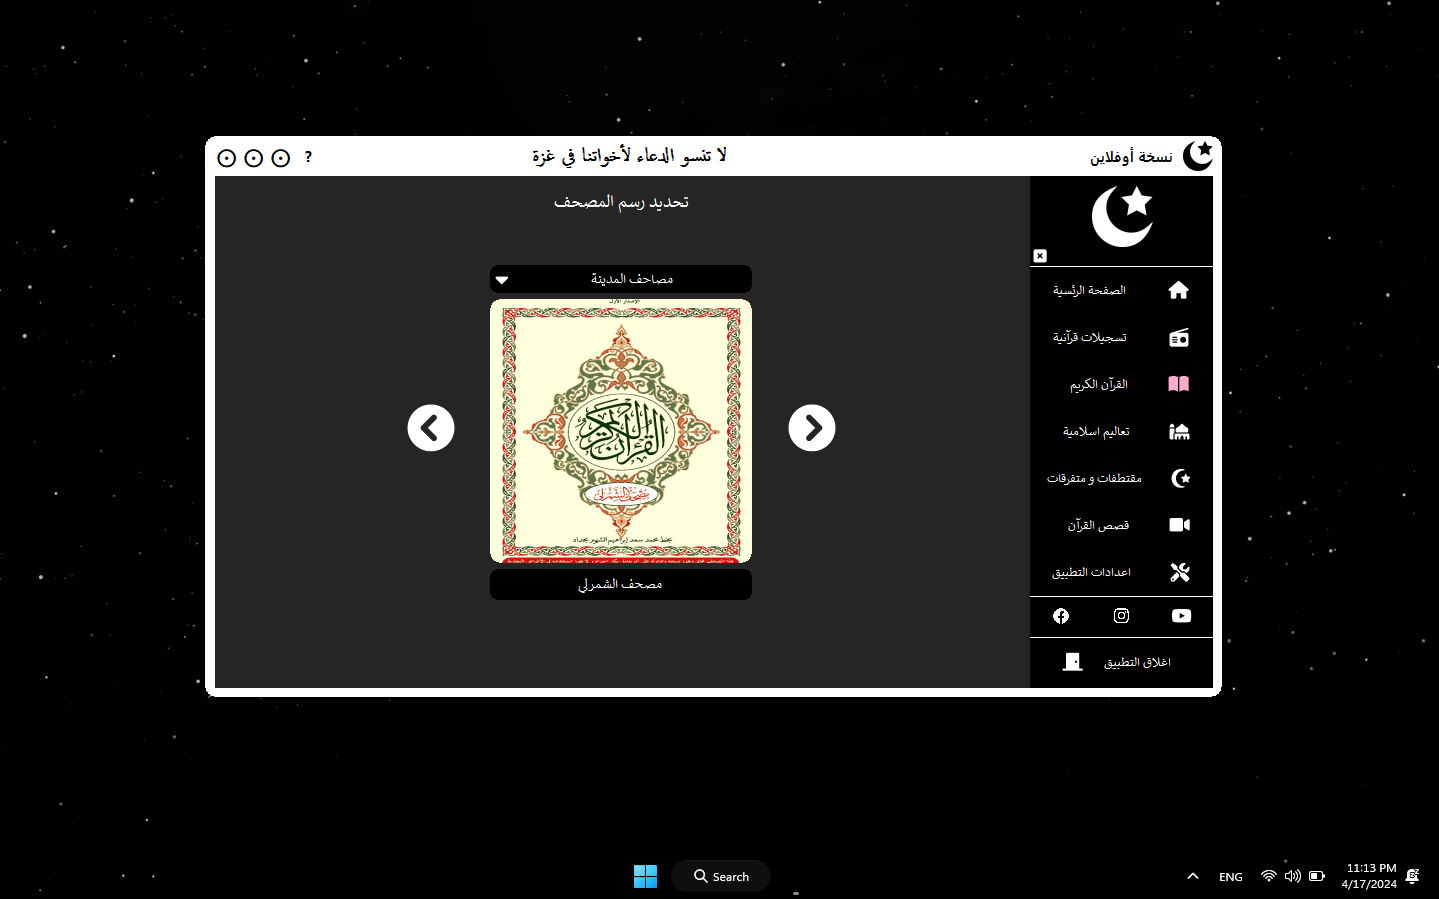 نسخة أوفلاين
لا تنسو الدعاء لأخواتنا في غزة
?
تحديد رسم المصحف
مصاحف المدينة
الإصدار الأول
القرآن الكريم
مصحف الشمرلي
بخط محمد سعد إبراهيم الشهير بحداد
مصحف الشمرلي
الصفحة الرئسية
تسجيلات قرآنية
القرآن الكريم
تعاليم اسلامية
مقتطفات و متفرقات
قصص القرآن
اعدادات التطبيق
اغلاق التطبيق
Search
ENG
11:13 PM
4/17/2024